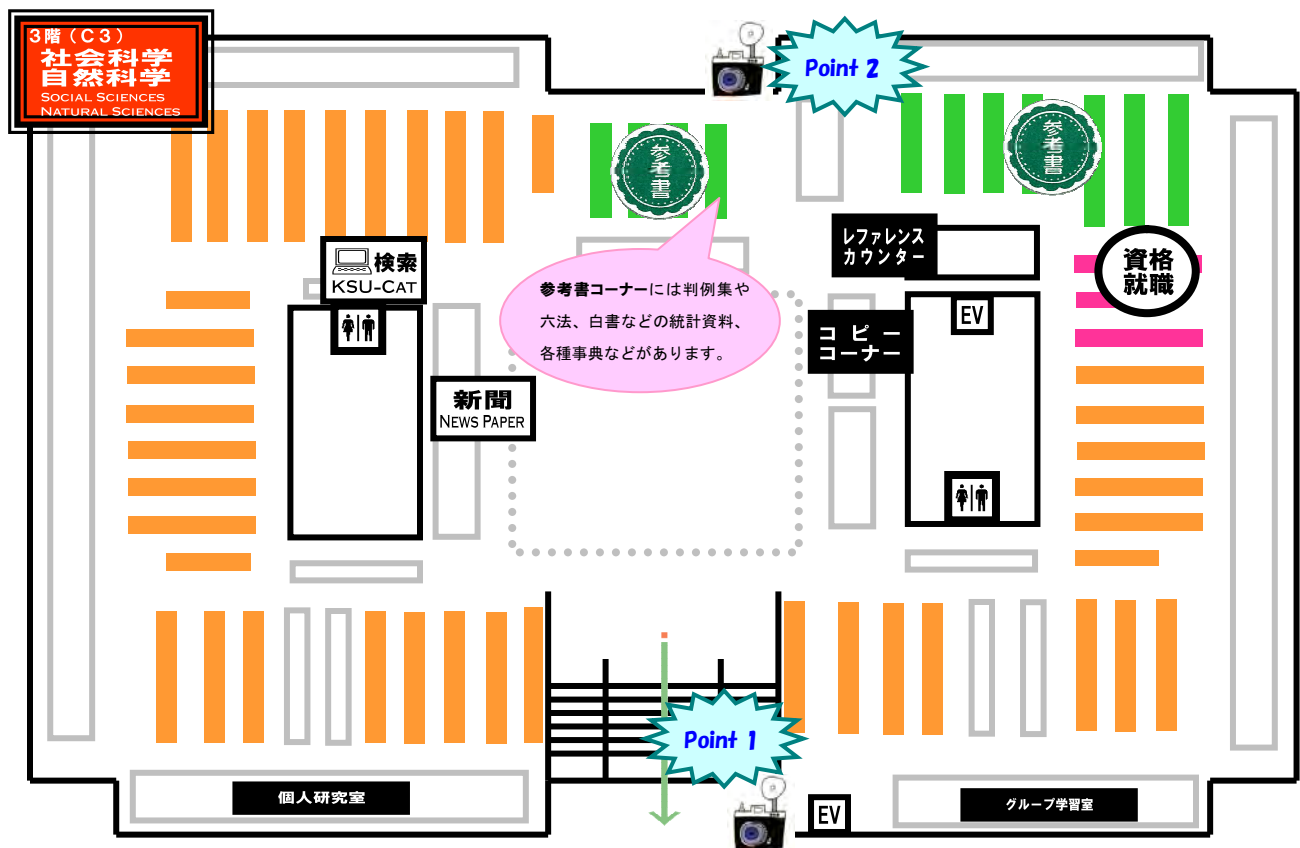 3階(C3)
社会科学
自然科学
SOCIAL SCIENCES
NATURAL SCIENCES
Point 2
参考書
参考書
検索
KSU-CAT
レファレンス
カウンター
資格
就職
参考書コーナーには判例集や
六法、白書などの統計資料、
各種事典などがあります。
EV
コピー
コーナー
新聞
NEWS PAPER
Point 1
個人研究室
EV
グループ学習室